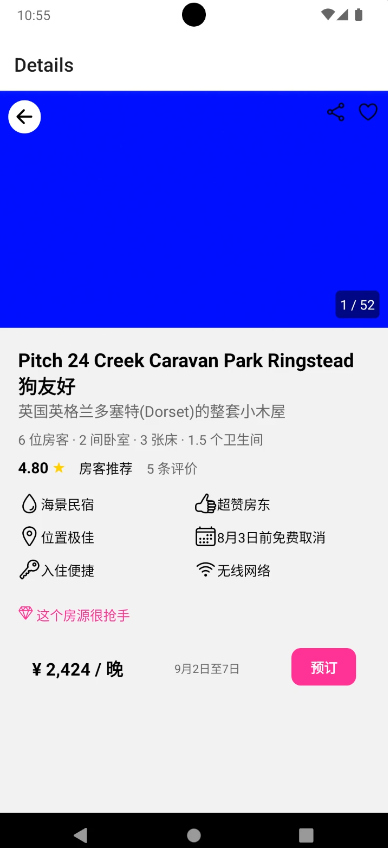 10:55
Details
1 / 52
Pitch 24 Creek Caravan Park Ringstead
狗友好
英国英格兰多塞特(Dorset)的整套小木屋
6 位房客 · 2 间卧室 · 3 张床 · 1.5 个卫生间
4.80 ★ 房客推荐 5 条评价
海景民宿 超赞房东
位置极佳 8月3日前免费取消
入住便捷 无线网络
这个房源很抢手
¥ 2,424 / 晚 9月2日至7日 预订